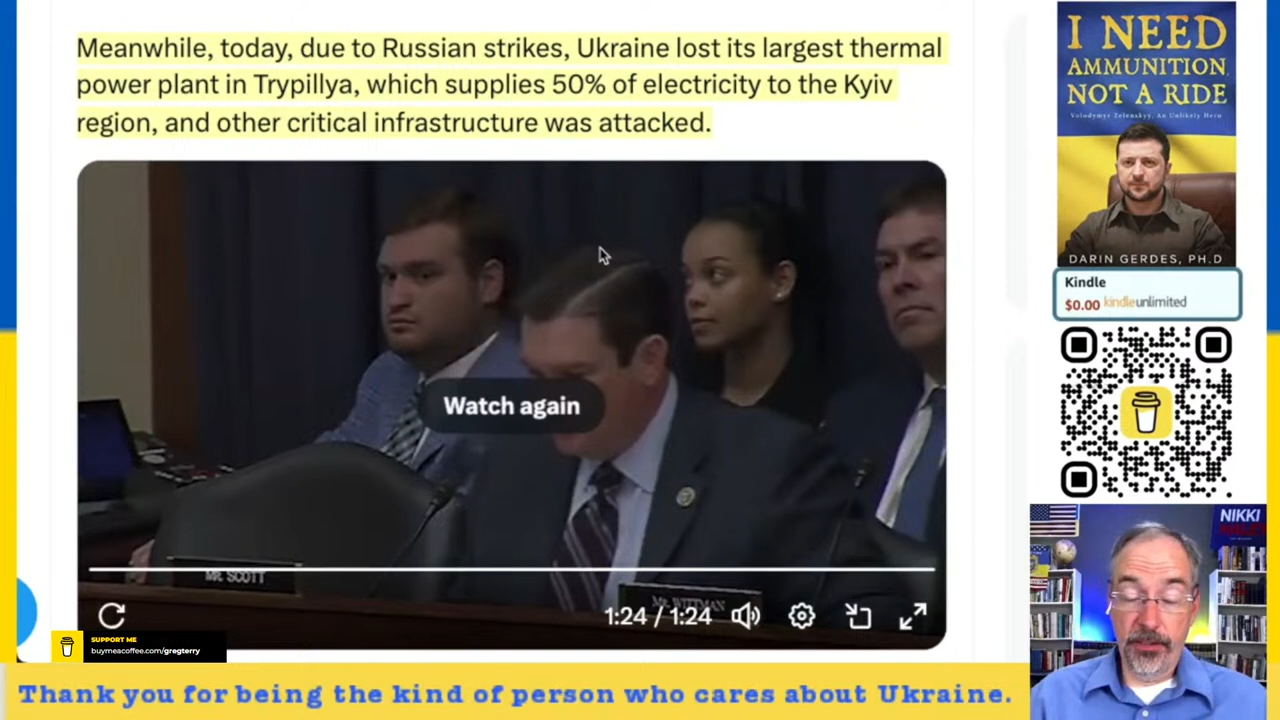 Meanwhile, today, due to Russian strikes, Ukraine lost its largest thermal
power plant in Trypillya, which supplies 50% of electricity to the Kyiv
region, and other critical infrastructure was attacked.
Watch again
MR. SCOTT
MR. WITTMAN
1:24 / 1:24
SUPPORT ME
buymeacoffee.com/gregterry
Thank you for being the kind of person who cares about Ukraine.
I NEED
AMMUNITION,
NOT A RIDE
Volodymyr Zelenskyy, An Unlikely Hero
DARIN GERDES, PH.D
Kindle
$0.00 kindleunlimited
NIKKI